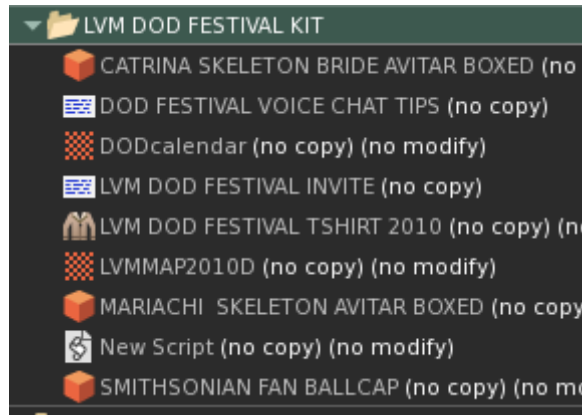 LVM DOD FESTIVAL KIT
CATRINA SKELETON BRIDE AVITAR BOXED (no
DOD FESTIVAL VOICE CHAT TIPS (no copy)
DODcalendar (no copy) (no modify)
LVM DOD FESTIVAL INVITE (no copy)
LVM DOD FESTIVAL TSHIRT 2010 (no copy) (n
LVMMAP2010D (no copy) (no modify)
MARIACHI  SKELETON AVITAR BOXED (no copy
New Script (no copy) (no modify)
SMITHSONIAN FAN BALLCAP (no copy) (no m